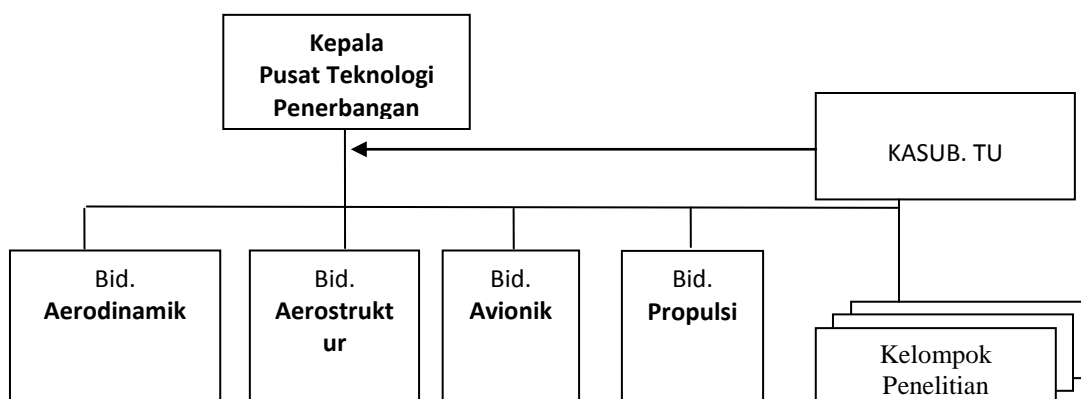 Kepala
Pusat Teknologi
Penerbangan
KASUB. TU
Bid.
Aerodinamik
Bid.
Aerostrukt
ur
Bid.
Avionik
Bid.
Propulsi
Kelompok
Penelitian